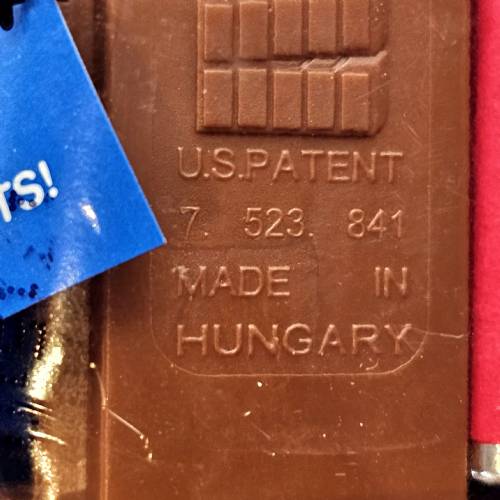 TS!
U.S.PATENT
7. 523. 841
MADE IN
HUNGARY